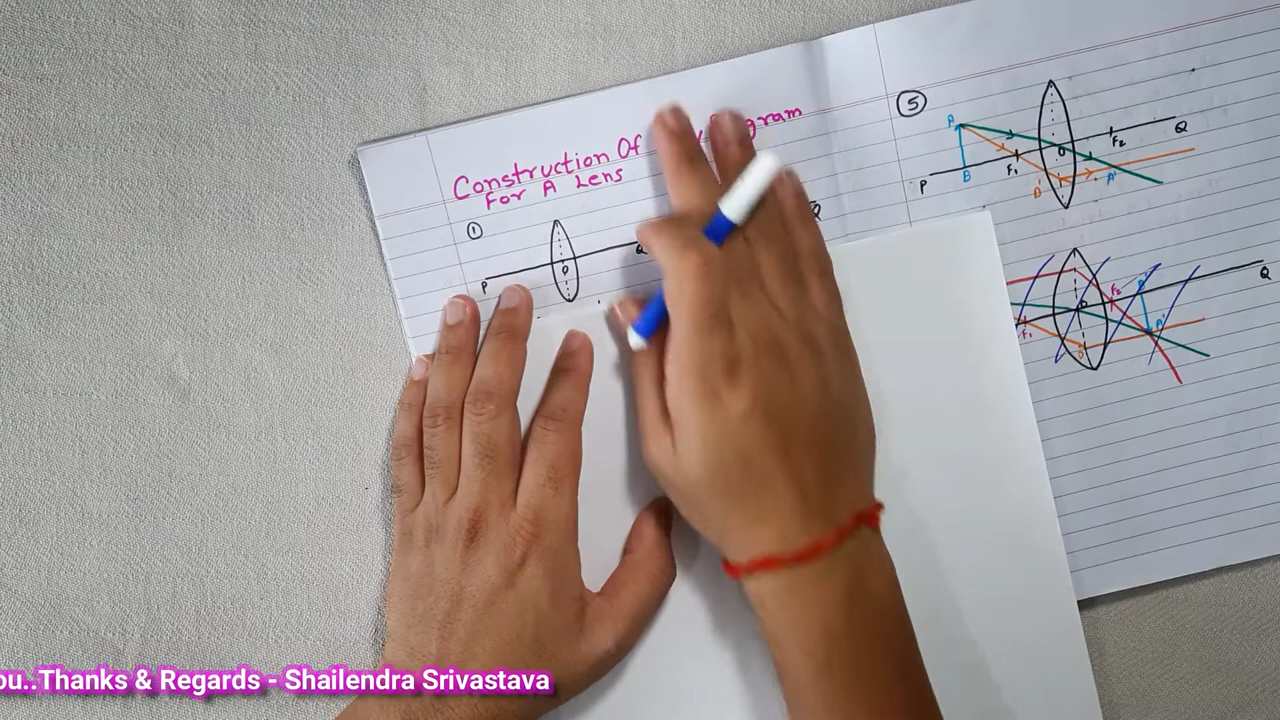 Construction Of
For A Lens
①
P
O
Q
Q
⑤
A
B
P
F₁
O
F₂
Q
A'
F₁
F₂
Q
A'
ou..Thanks & Regards - Shailendra Srivastava